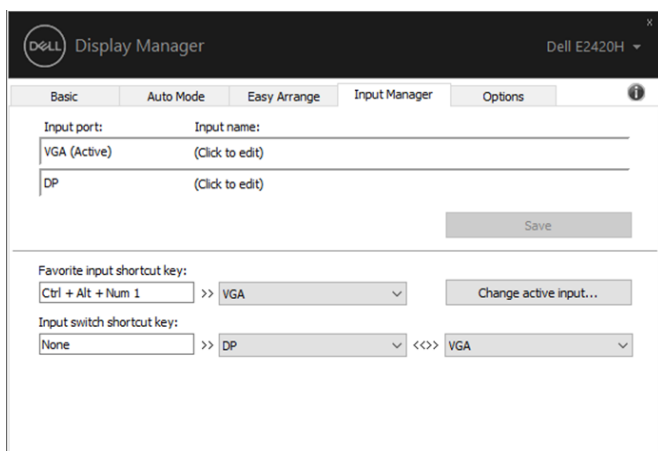 x
DELL Display Manager Dell E2420H
Basic Auto Mode Easy Arrange Input Manager Options i
Input port: Input name:
VGA (Active) (Click to edit)
DP (Click to edit)
Save
Favorite input shortcut key:
Ctrl + Alt + Num 1 >> VGA Change active input...
Input switch shortcut key:
None >> DP <<>> VGA